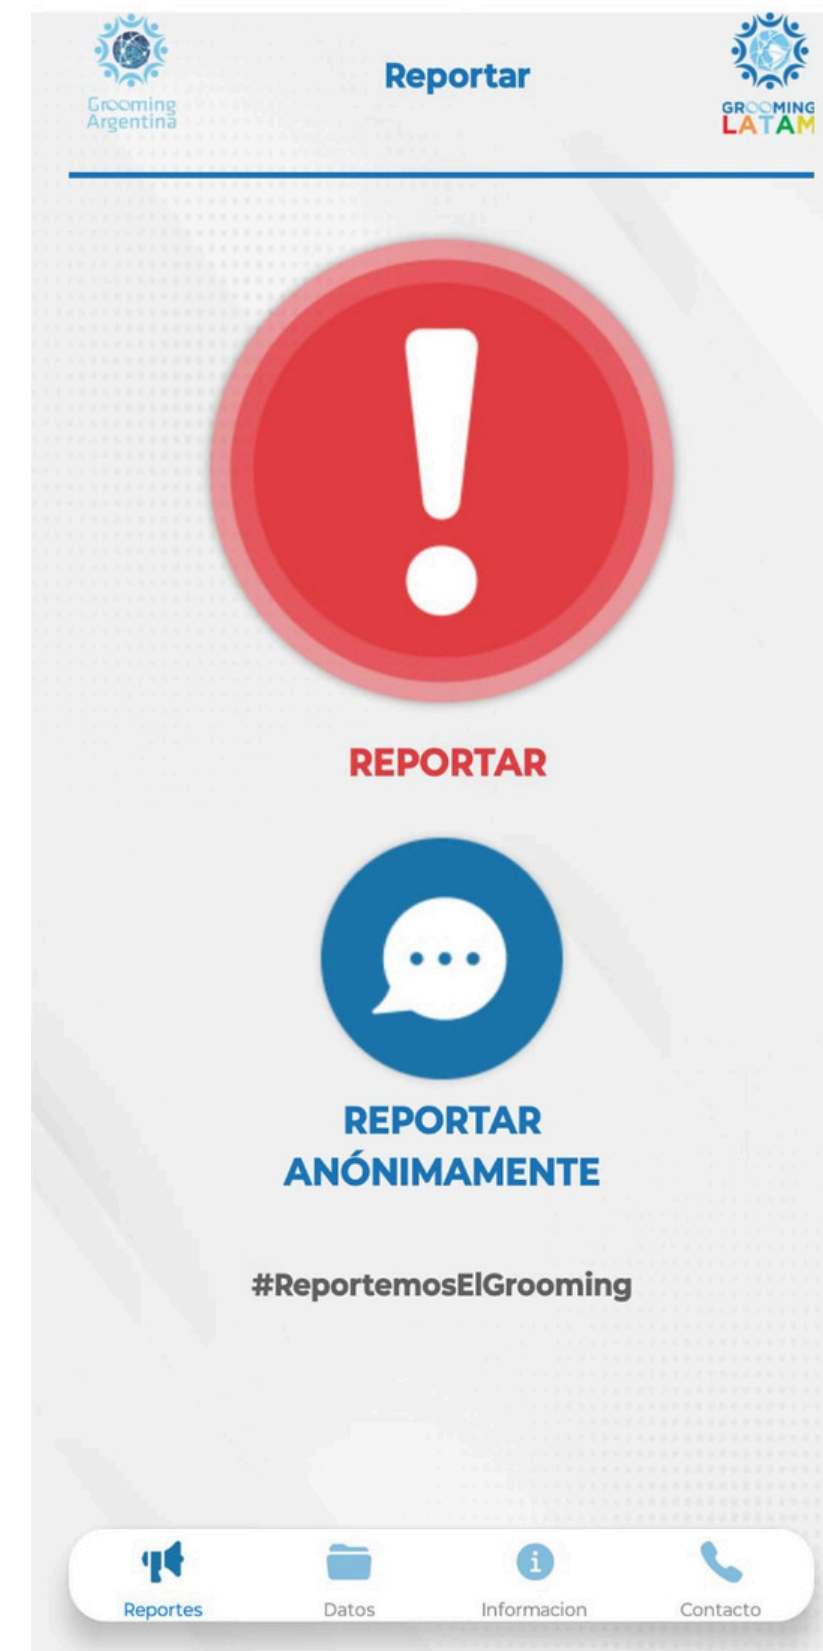 Grooming
Argentina
Reportar
GROOMING
LATAM
REPORTAR
REPORTAR
ANÓNIMAMENTE
#ReportemosElGrooming
Reportes
Datos
Informacion
Contacto